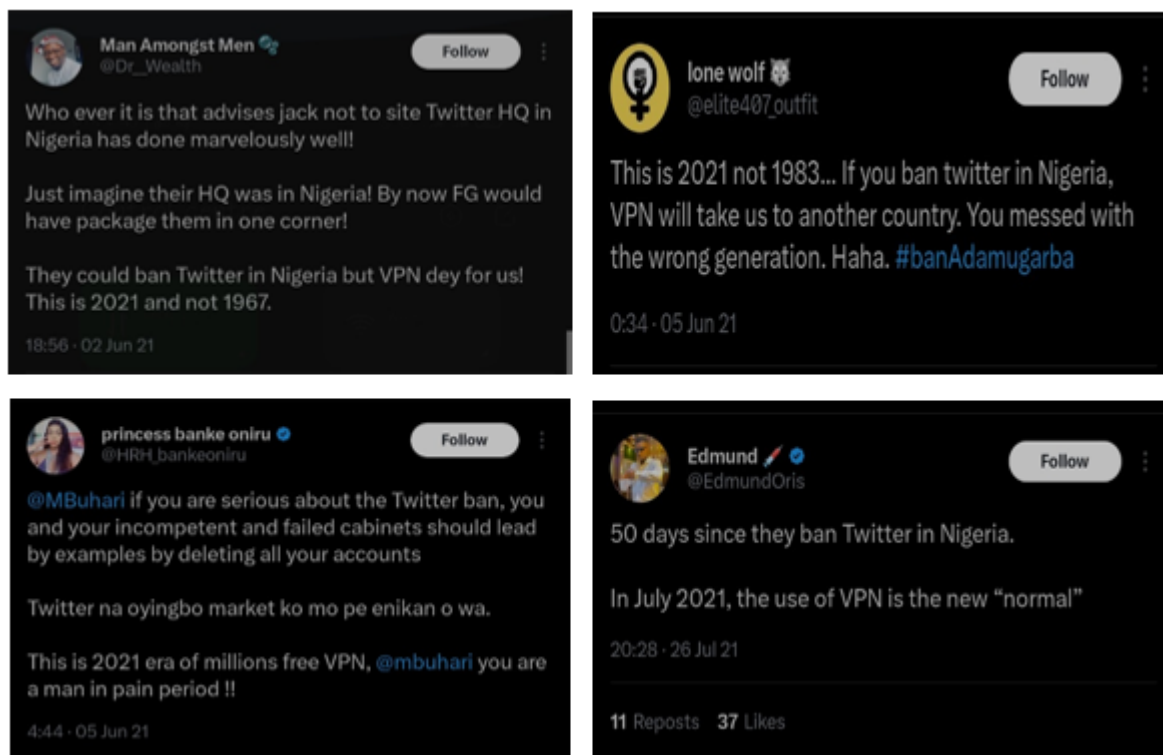 Man Amongst Men
@Dr__Wealth
Follow
Who ever it is that advises jack not to site Twitter HQ in
Nigeria has done marvelously well!
Just imagine their HQ was in Nigeria! By now FG would
have package them in one corner!
They could ban Twitter in Nigeria but VPN dey for us!
This is 2021 and not 1967.
18:56 · 02 Jun 21
lone wolf
@elite407_outfit
Follow
This is 2021 not 1983... If you ban twitter in Nigeria,
VPN will take us to another country. You messed with
the wrong generation. Haha. #banAdamugarba
0:34 · 05 Jun 21
princess banke oniru
@HRH_bankeoniru
Follow
@MBuhari if you are serious about the Twitter ban, you
and your incompetent and failed cabinets should lead
by examples by deleting all your accounts
Twitter na oyingbo market ko mo pe enikan o wa.
This is 2021 era of millions free VPN, @mbuhari you are
a man in pain period !!
4:44 · 05 Jun 21
Edmund
@EdmundOris
Follow
50 days since they ban Twitter in Nigeria.
In July 2021, the use of VPN is the new “normal”
20:28 · 26 Jul 21
11 Reposts 37 Likes